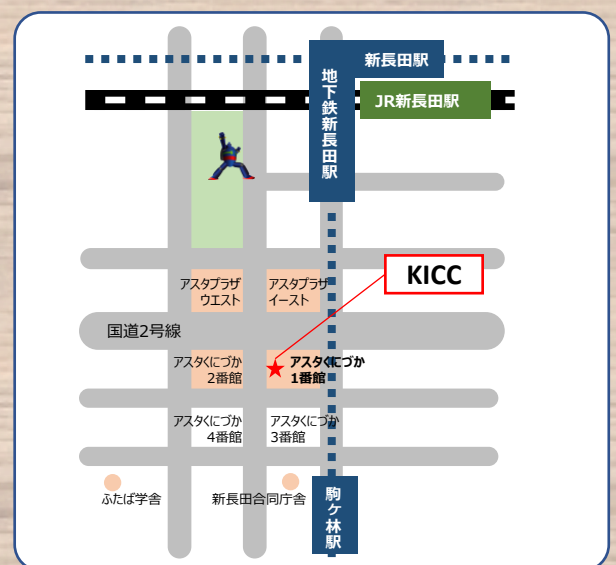 新長田駅
地下鉄新長田駅
JR新長田駅
KICC
アスタプラザ
ウエスト
アスタプラザ
イースト
国道2号線
アスタくにづか
2番館
アスタくにづか
1番館
アスタくにづか
4番館
アスタくにづか
3番館
ふたば学舎
新長田合同庁舎
駒ケ林駅